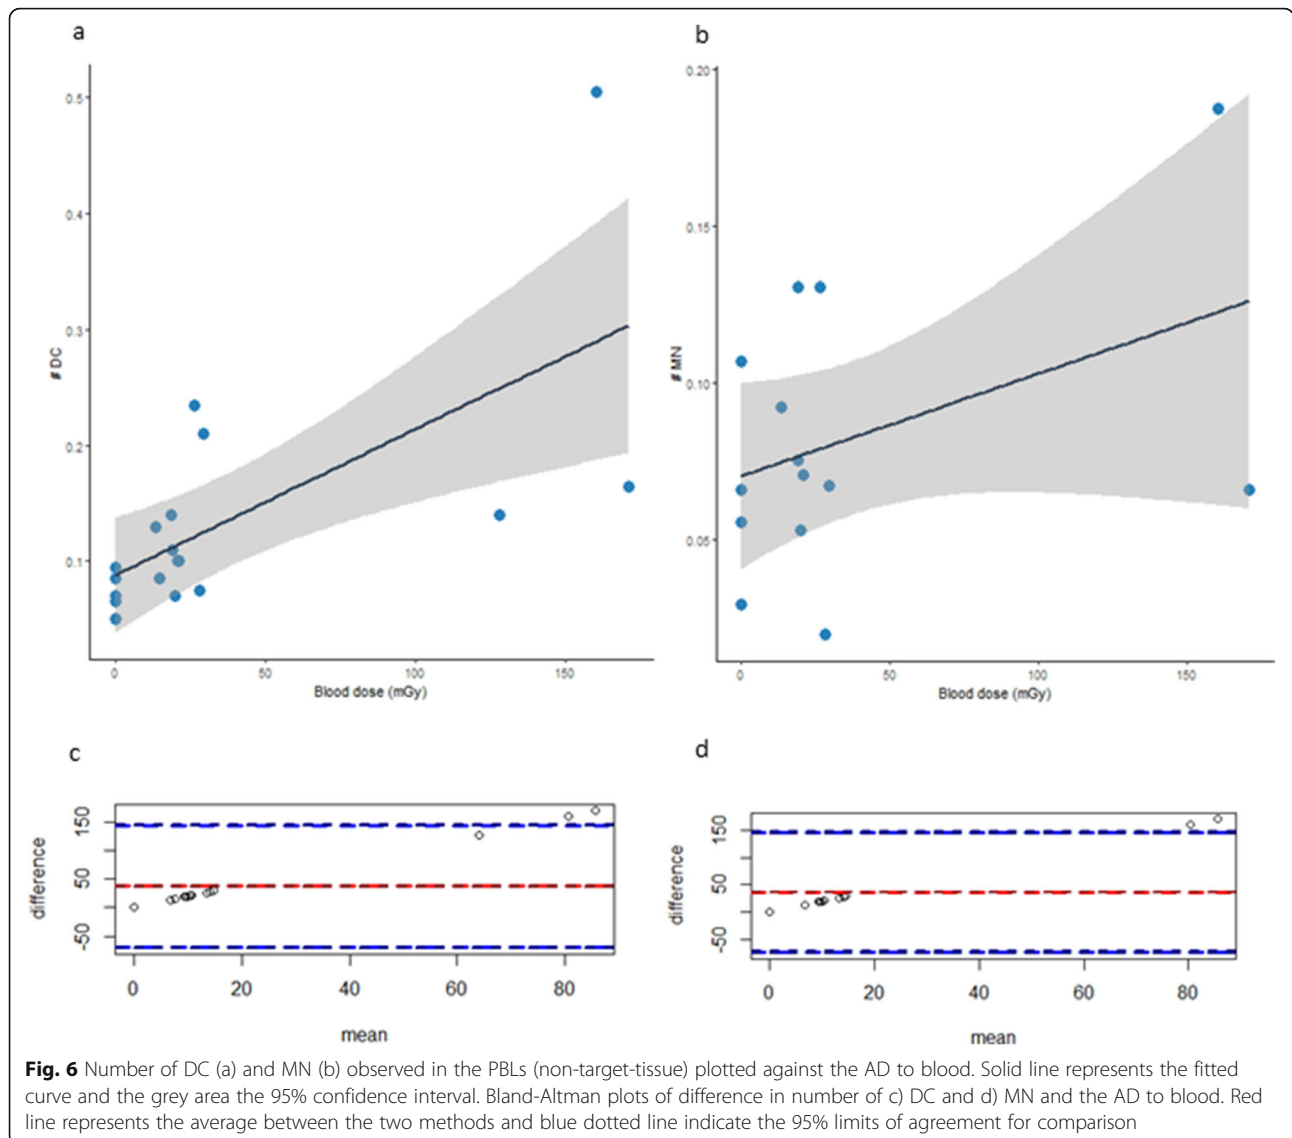 a
0.5
0.4
0.3
0.2
0.1
# DC
0
50
100
150
Blood dose (mGy)
b
0.20
0.15
0.10
0.05
# MN
0
50
100
150
Blood dose (mGy)
c
150
50
-50
difference
0
20
40
60
80
mean
d
150
50
-50
difference
0
20
40
60
80
mean
Fig. 6 Number of DC (a) and MN (b) observed in the PBLs (non-target-tissue) plotted against the AD to blood. Solid line represents the fitted
curve and the grey area the 95% confidence interval. Bland-Altman plots of difference in number of c) DC and d) MN and the AD to blood. Red
line represents the average between the two methods and blue dotted line indicate the 95% limits of agreement for comparison